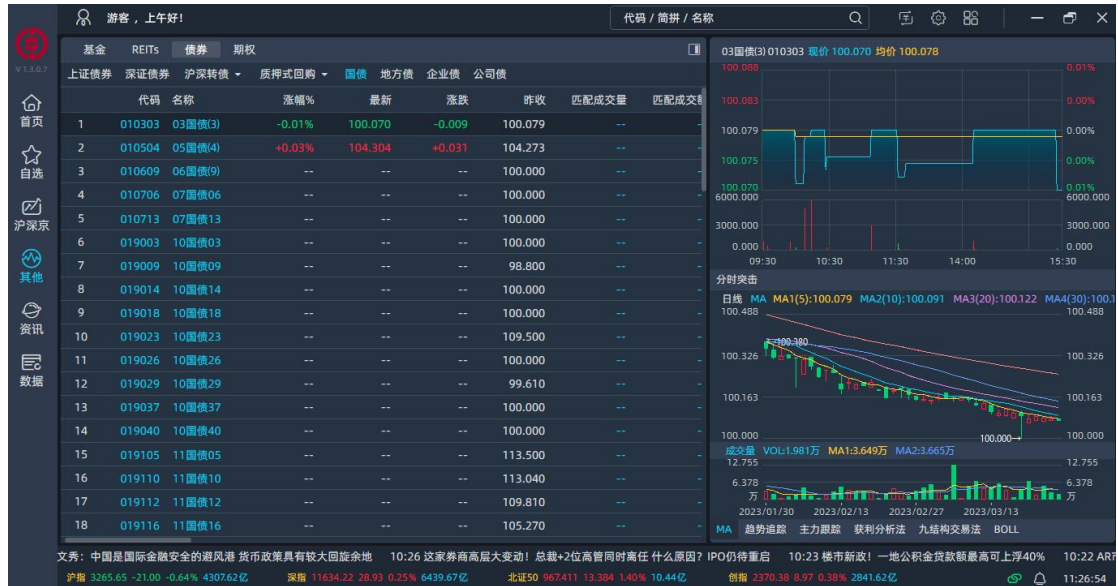 游客，上午好!
代码 / 简拼 / 名称
V 1.3.0.7
首页
自选
沪深京
其他
资讯
数据
基金 REITs 债券 期权
上证债券 深证债券 沪深转债 质押式回购 国债 地方债 企业债 公司债
代码 名称 涨幅% 最新 涨跌 昨收 匹配成交量 匹配成交
1 010303 03国债(3) -0.01% 100.070 -0.009 100.079 -- -
2 010504 05国债(4) +0.03% 104.304 +0.031 104.273 -- -
3 010609 06国债(9) -- -- -- 100.000 -- -
4 010706 07国债06 -- -- -- 100.000 -- -
5 010713 07国债13 -- -- -- 100.000 -- -
6 019003 10国债03 -- -- -- 100.000 -- -
7 019009 10国债09 -- -- -- 98.800 -- -
8 019014 10国债14 -- -- -- 100.000 -- -
9 019018 10国债18 -- -- -- 100.000 -- -
10 019023 10国债23 -- -- -- 109.500 -- -
11 019026 10国债26 -- -- -- 100.000 -- -
12 019029 10国债29 -- -- -- 99.610 -- -
13 019037 10国债37 -- -- -- 100.000 -- -
14 019040 10国债40 -- -- -- 100.000 -- -
15 019105 11国债05 -- -- -- 113.500 -- -
16 019110 11国债10 -- -- -- 113.040 -- -
17 019112 11国债12 -- -- -- 109.810 -- -
18 019116 11国债16 -- -- -- 105.270 -- -
03国债(3) 010303 现价 100.070 均价 100.078
100.088 0.01%
100.083 0.00%
100.079 0.00%
100.075 0.00%
100.070 0.01%
6000.000 6000.000
3000.000 3000.000
0.000 0.000
09:30 10:30 11:30 14:00 15:30
分时突击
日线 MA MA1(5):100.079 MA2(10):100.091 MA3(20):100.122 MA4(30):100.1
100.488 100.488
100.380
100.326 100.326
100.163 100.163
100.000 100.000 100.000
成交量 VOL:1.981万 MA1:3.649万 MA2:3.665万
12.755 12.755
6.378 6.378
万 万
2023/01/30 2023/02/13 2023/02/27 2023/03/13
MA 趋势追踪 主力跟踪 获利分析法 九结构交易法 BOLL
文秀：中国是国际金融安全的避风港 货币政策具有较大回旋余地 10:26 这家券商高层大变动！总裁+2位高管同时离任 什么原因？IPO仍待重启 10:23 楼市新政！一地公积金贷款额最高可上浮40% 10:22 ARF
沪指 3265.65 -21.00 -0.64% 4307.62亿 深指 11634.22 28.93 0.25% 6439.67亿 北证50 967.411 13.384 1.40% 10.44亿 创指 2370.38 8.97 0.38% 2841.62亿 11:26:54